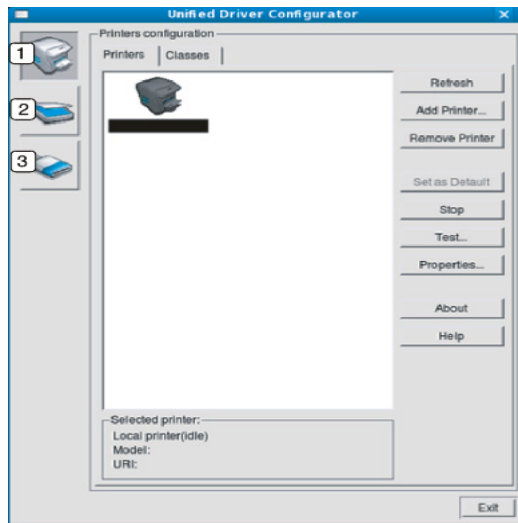 Unified Driver Configurator
Printers configuration
1
2
3
Printers
Classes
Refresh
Add Printer...
Remove Printer
Set as Default
Stop
Test...
Properties...
About
Help
Selected printer:
Local printer(idle)
Model:
URI:
Exit